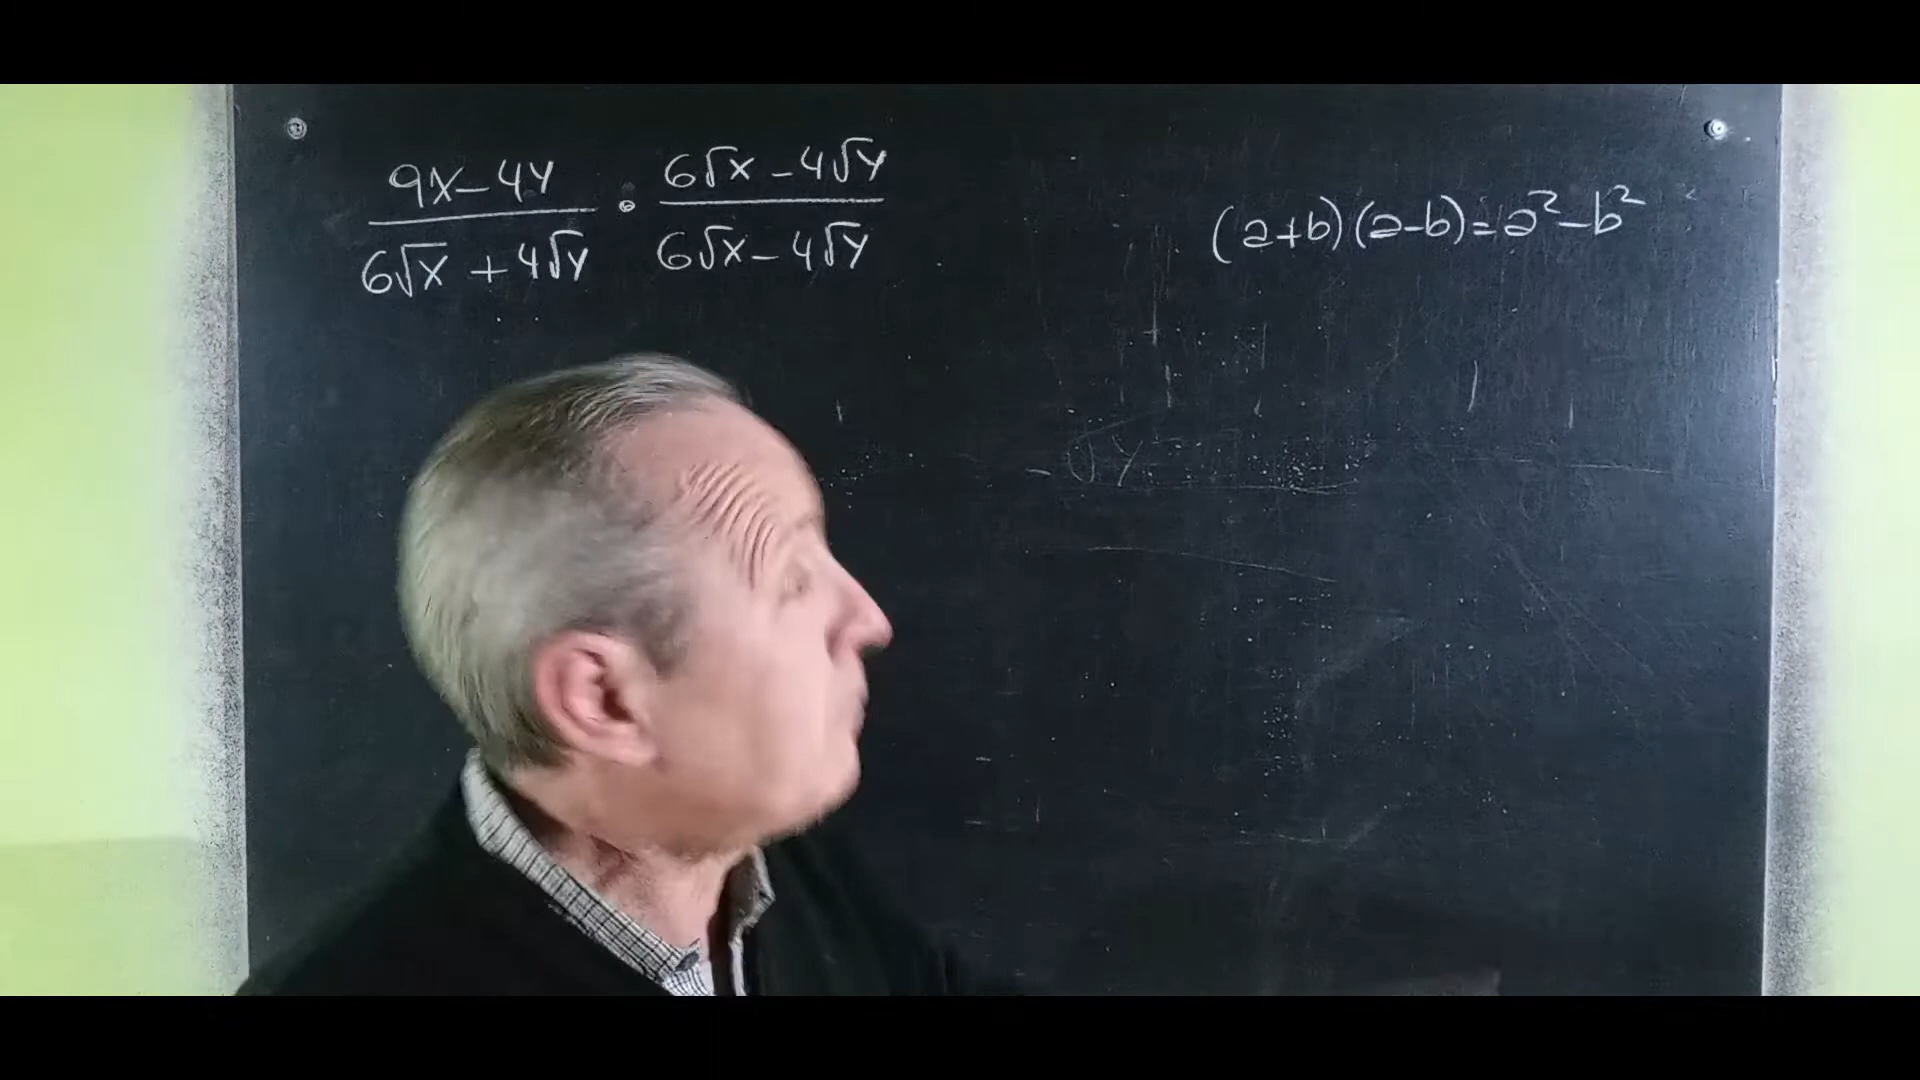 9x-4y / 6√x + 4√y · 6√x - 4√y / 6√x - 4√y
(a+b)(a-b)=a²-b²
√y